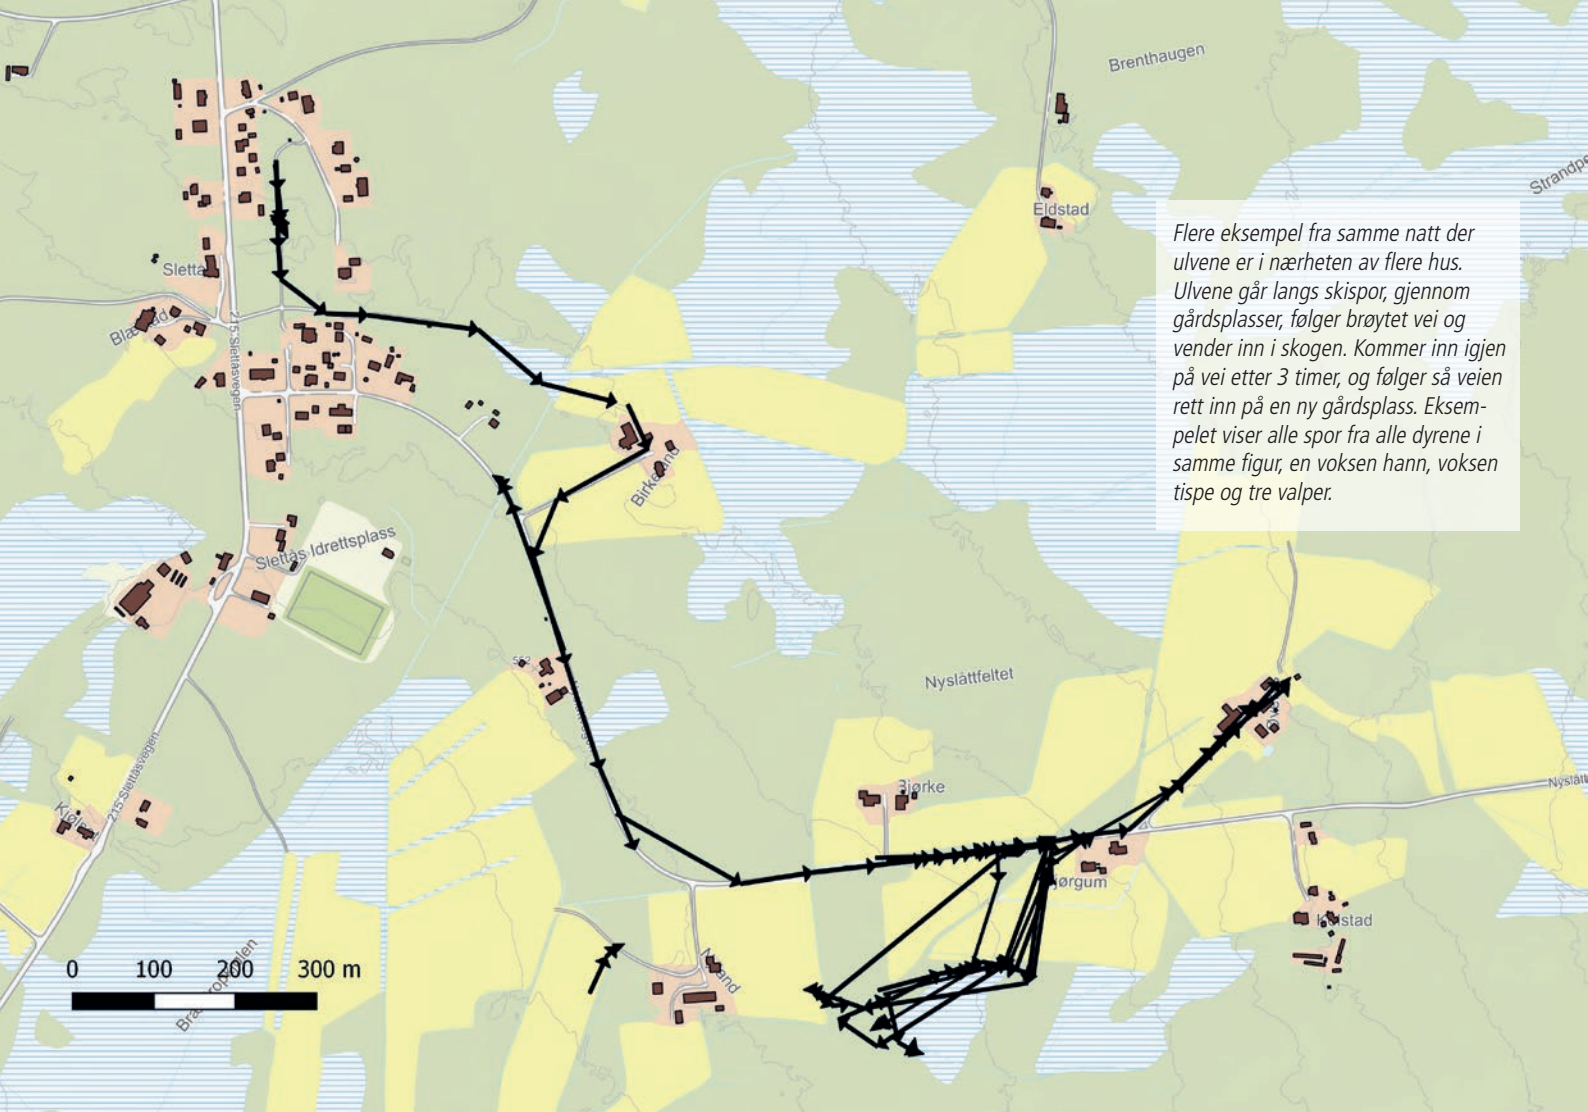 Brenthaugen
Eldstad
Flere eksempel fra samme natt der
ulvene er i nærheten av flere hus.
Ulvene går langs skispor, gjennom
gårdsplasser, følger brøytet vei og
vender inn i skogen. Kommer inn igjen
på vei etter 3 timer, og følger så veien
rett inn på en ny gårdsplass. Eksem-
pelet viser alle spor fra alle dyrene i
samme figur, en voksen hann, voksen
tispe og tre valper.
215 Slettåsvegen
Slettås Idrettsplass
Nyslåttfeltet
215 Slettåsvegen
Bjørke
0 100 200 300 m